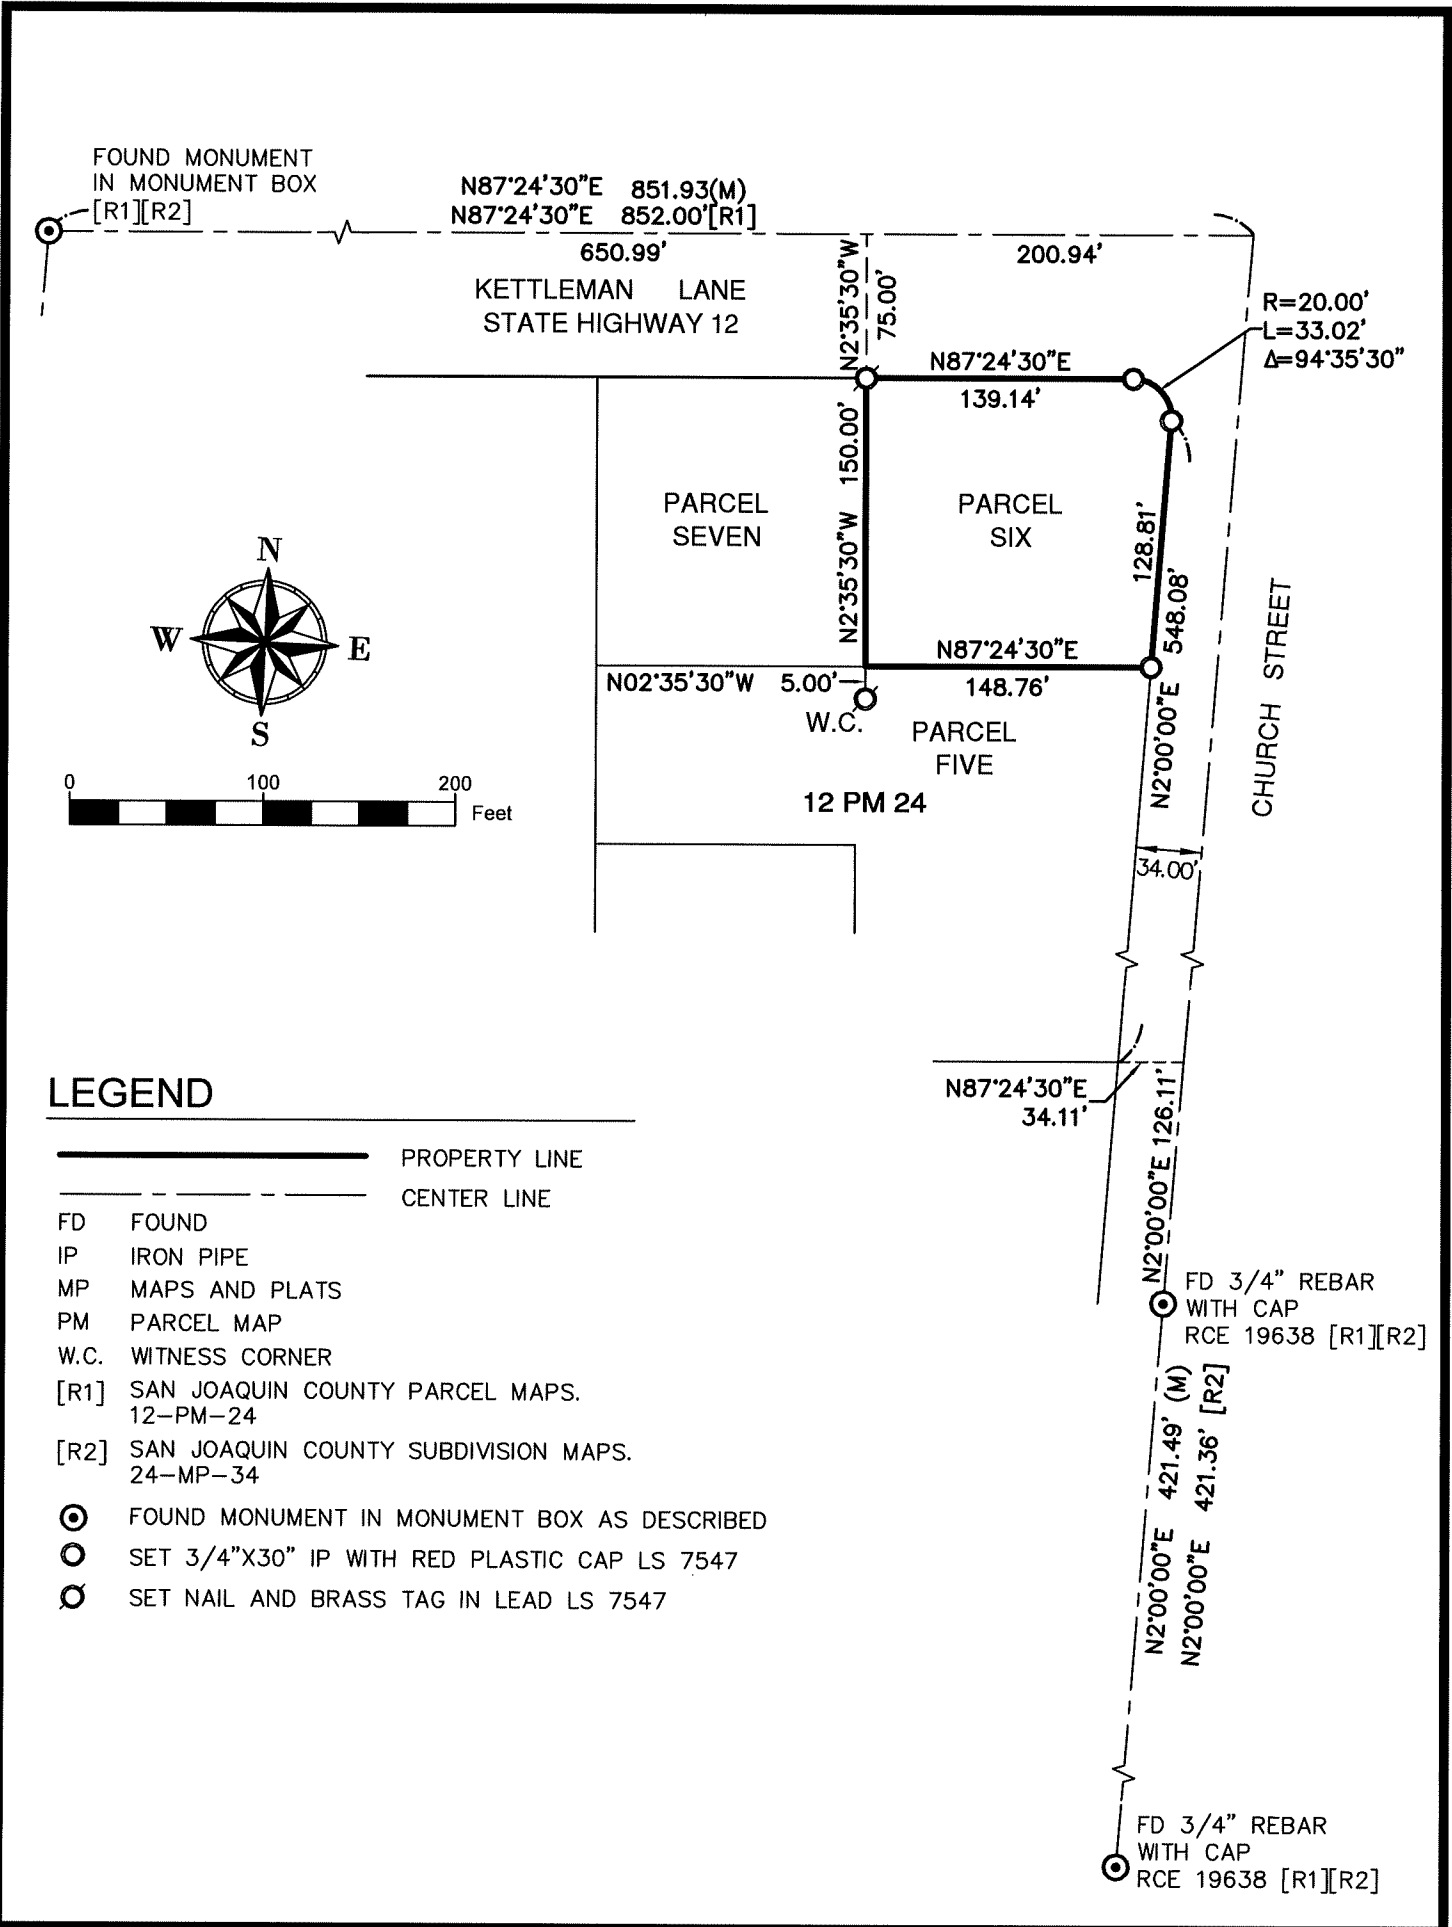 FOUND MONUMENT
IN MONUMENT BOX
[R1][R2]
N87°24'30"E 851.93(M)
N87°24'30"E 852.00'[R1]
650.99'
200.94'
KETTLEMAN LANE
STATE HIGHWAY 12
N2°35'30"W
75.00'
R=20.00'
L=33.02'
Δ=94°35'30"
N87°24'30"E
139.14'
N2°35'30"W 150.00'
PARCEL
SEVEN
PARCEL
SIX
128.81'
548.08'
N2°00'00"E
CHURCH STREET
N87°24'30"E
148.76'
N02°35'30"W 5.00'
W.C.
PARCEL
FIVE
12 PM 24
N
W
E
S
0 100 200
Feet
34.00'
N87°24'30"E
34.11'
N2°00'00"E 126.11'
FD 3/4" REBAR
WITH CAP
RCE 19638 [R1][R2]
N2°00'00"E 421.49' (M)
N2°00'00"E 421.36' [R2]
FD 3/4" REBAR
WITH CAP
RCE 19638 [R1][R2]
LEGEND
PROPERTY LINE
CENTER LINE
FD FOUND
IP IRON PIPE
MP MAPS AND PLATS
PM PARCEL MAP
W.C. WITNESS CORNER
[R1] SAN JOAQUIN COUNTY PARCEL MAPS.
12-PM-24
[R2] SAN JOAQUIN COUNTY SUBDIVISION MAPS.
24-MP-34
FOUND MONUMENT IN MONUMENT BOX AS DESCRIBED
SET 3/4"X30" IP WITH RED PLASTIC CAP LS 7547
SET NAIL AND BRASS TAG IN LEAD LS 7547